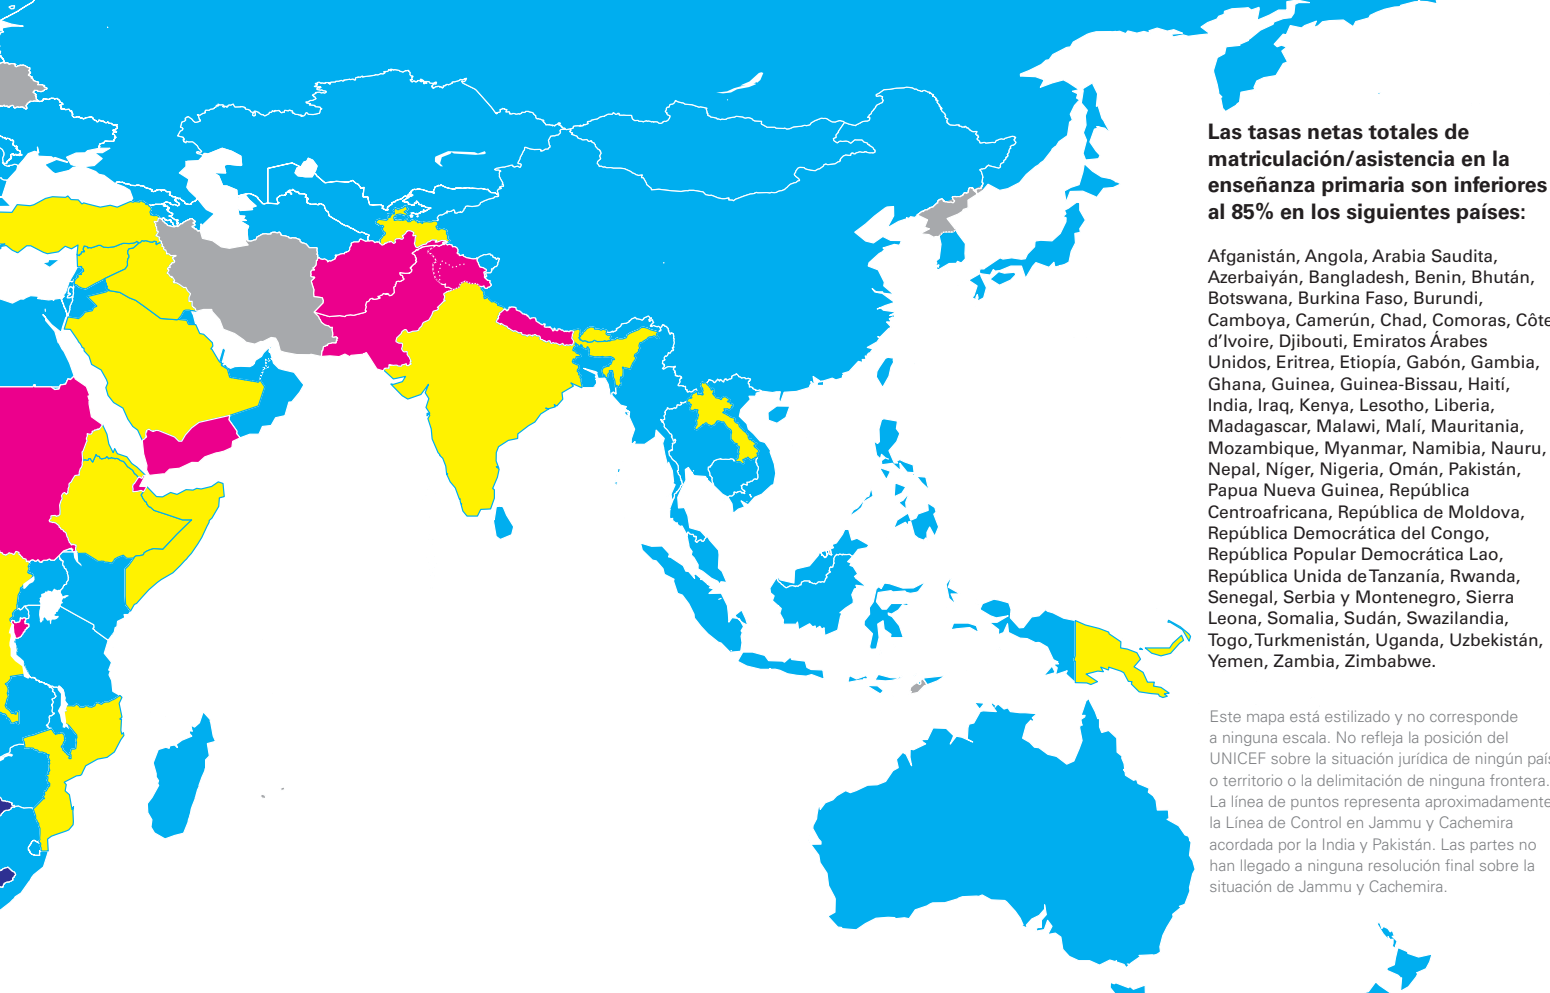 Las tasas netas totales de
matriculación/asistencia en la
enseñanza primaria son inferiores
al 85% en los siguientes países:
Afganistán, Angola, Arabia Saudita,
Azerbaiyán, Bangladesh, Benin, Bhután,
Botswana, Burkina Faso, Burundi,
Camboya, Camerún, Chad, Comoras, Côte
d’Ivoire, Djibouti, Emiratos Árabes
Unidos, Eritrea, Etiopía, Gabón, Gambia,
Ghana, Guinea, Guinea-Bissau, Haití,
India, Iraq, Kenya, Lesotho, Liberia,
Madagascar, Malawi, Malí, Mauritania,
Mozambique, Myanmar, Namibia, Nauru,
Nepal, Níger, Nigeria, Omán, Pakistán,
Papua Nueva Guinea, República
Centroafricana, República de Moldova,
República Democrática del Congo,
República Popular Democrática Lao,
República Unida de Tanzanía, Rwanda,
Senegal, Serbia y Montenegro, Sierra
Leona, Somalia, Sudán, Swazilandia,
Togo, Turkmenistán, Uganda, Uzbekistán,
Yemen, Zambia, Zimbabwe.
Este mapa está estilizado y no corresponde
a ninguna escala. No refleja la posición del
UNICEF sobre la situación jurídica de ningún país
o territorio o la delimitación de ninguna frontera.
La línea de puntos representa aproximadamente
la Línea de Control en Jammu y Cachemira
acordada por la India y Pakistán. Las partes no
han llegado a ninguna resolución final sobre la
situación de Jammu y Cachemira.